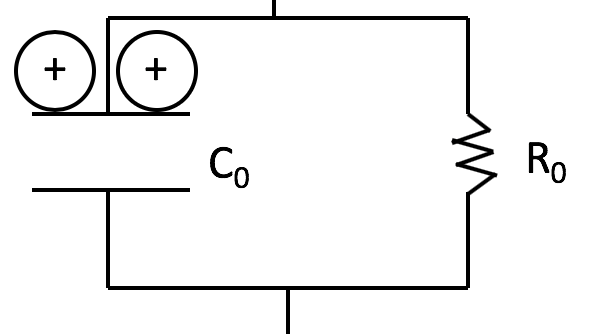 + +
C₀
R₀